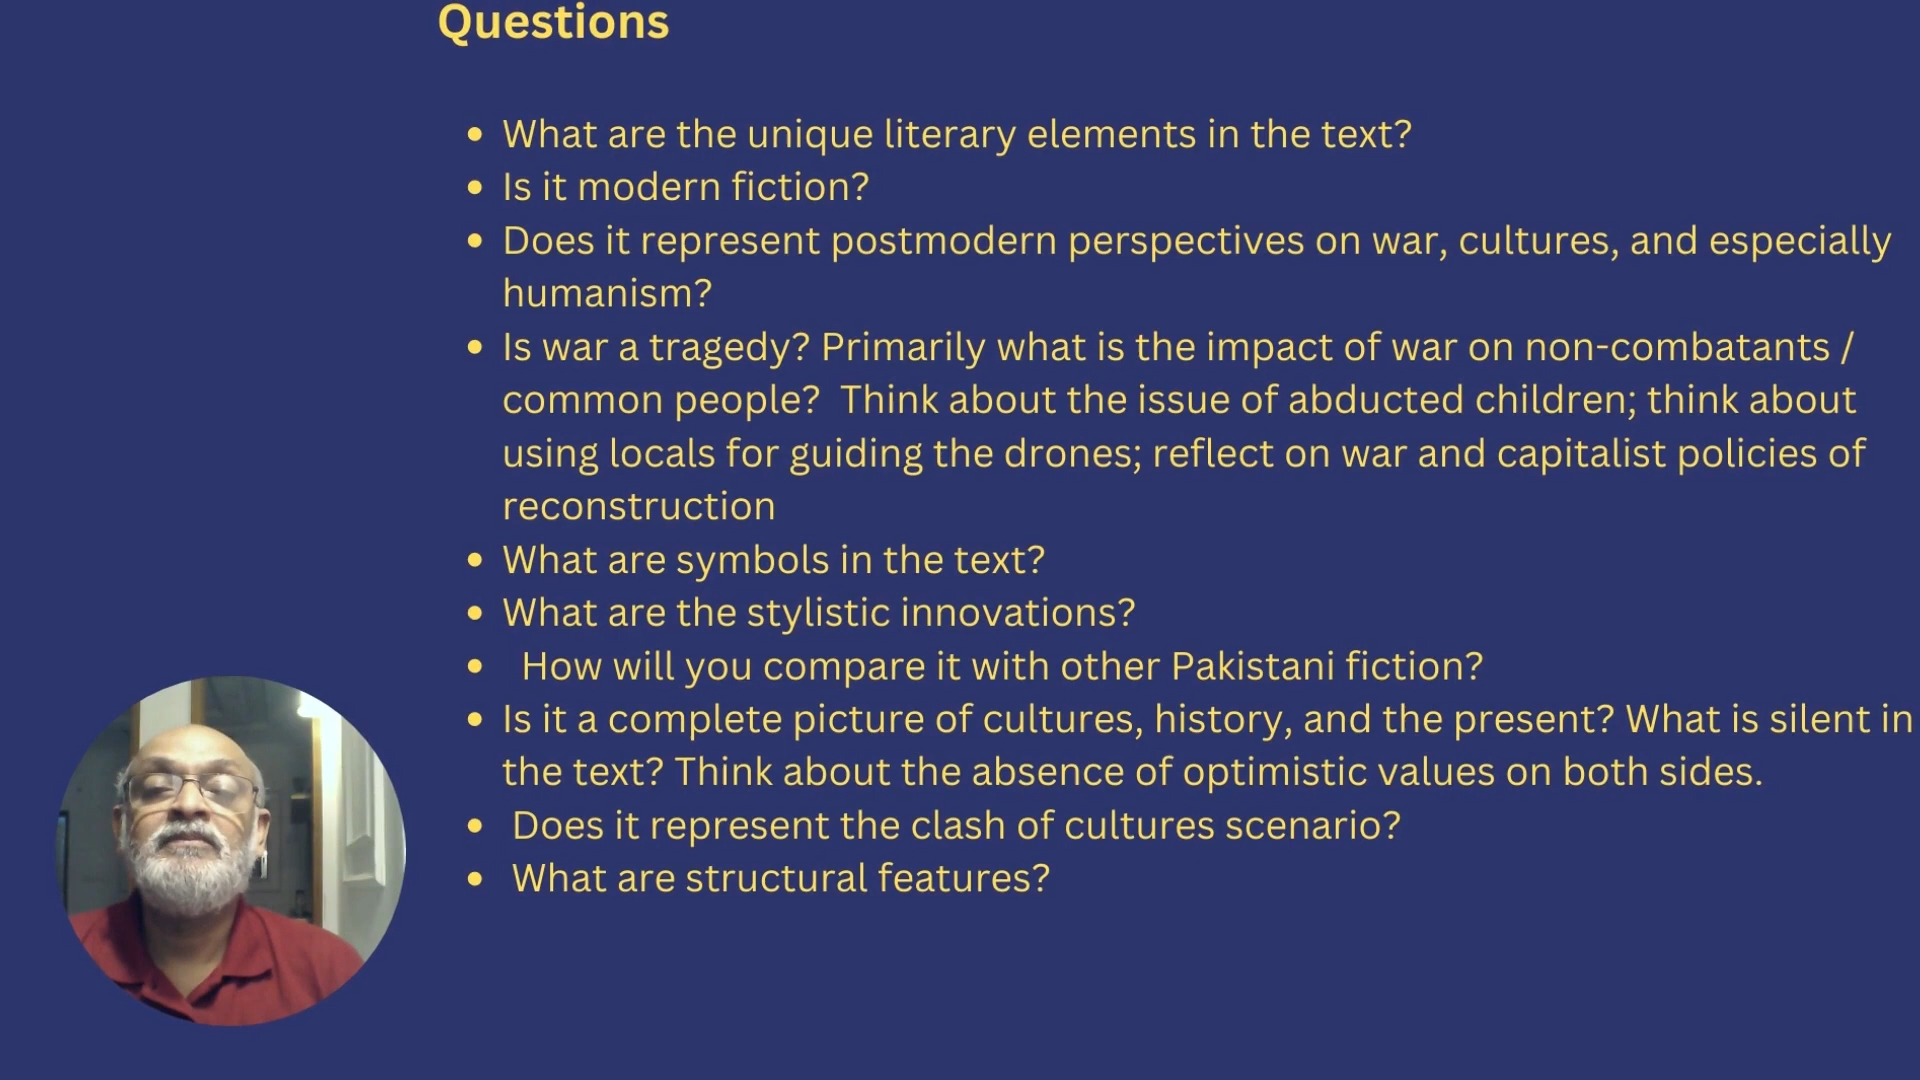 Questions
• What are the unique literary elements in the text?
• Is it modern fiction?
• Does it represent postmodern perspectives on war, cultures, and especially
humanism?
• Is war a tragedy? Primarily what is the impact of war on non-combatants /
common people?  Think about the issue of abducted children; think about
using locals for guiding the drones; reflect on war and capitalist policies of
reconstruction
• What are symbols in the text?
• What are the stylistic innovations?
• How will you compare it with other Pakistani fiction?
• Is it a complete picture of cultures, history, and the present? What is silent in
the text? Think about the absence of optimistic values on both sides.
• Does it represent the clash of cultures scenario?
• What are structural features?